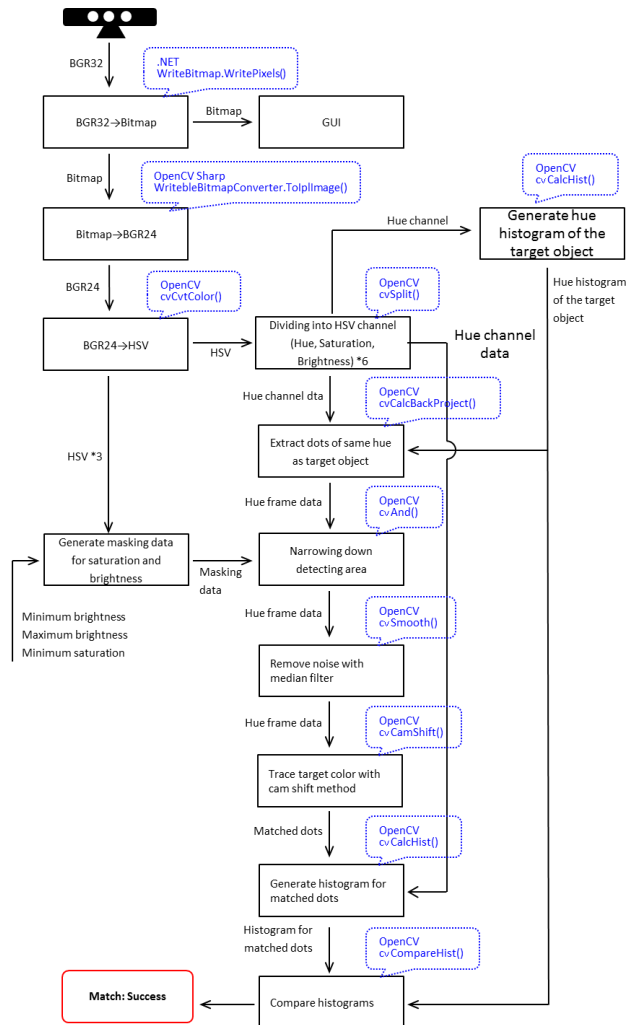 BGR32
.NET
WriteBitmap.WritePixels()
BGR32→Bitmap
Bitmap
GUI
Bitmap
OpenCV Sharp
WritebleBitmapConverter.ToIplImage()
OpenCV
cvCalcHist()
Bitmap→BGR24
Hue channel
Generate hue
histogram of the
target object
BGR24
OpenCV
cvCvtColor()
OpenCV
cvSplit()
Hue histogram
of the target
object
BGR24→HSV
HSV
Dividing into HSV channel
(Hue, Saturation,
Brightness) *6
Hue channel
data
Hue channel dta
OpenCV
cvCalcBackProject()
HSV *3
Extract dots of same hue
as target object
Hue frame data
OpenCV
cvAnd()
Generate masking data
for saturation and
brightness
Masking
data
Narrowing down
detecting area
Minimum brightness
Maximum brightness
Minimum saturation
Hue frame data
OpenCV
cvSmooth()
Remove noise with
median filter
Hue frame data
OpenCV
cvCamShift()
Trace target color with
cam shift method
Matched dots
OpenCV
cvCalcHist()
Generate histogram for
matched dots
Histogram for
matched dots
OpenCV
cvCompareHist()
Match: Success
Compare histograms